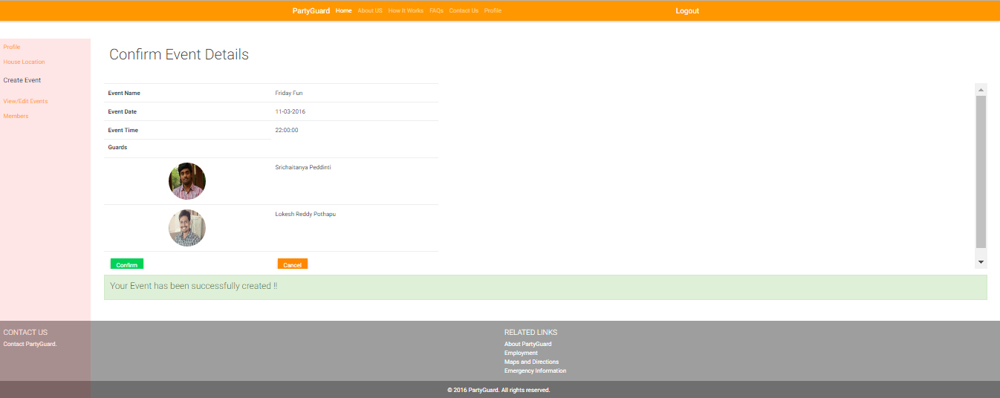 PartyGuard Home About US How It Works FAQs Contact Us Profile Logout
Profile
House Location
Create Event
View/Edit Events
Members
Confirm Event Details
Event Name Friday Fun
Event Date 11-03-2016
Event Time 22:00:00
Guards
Srichaitanya Peddinti
Lokesh Reddy Pothapu
Confirm Cancel
Your Event has been successfully created !!
CONTACT US
Contact PartyGuard.
RELATED LINKS
About PartyGuard
Employment
Maps and Directions
Emergency Information
© 2016 PartyGuard. All rights reserved.